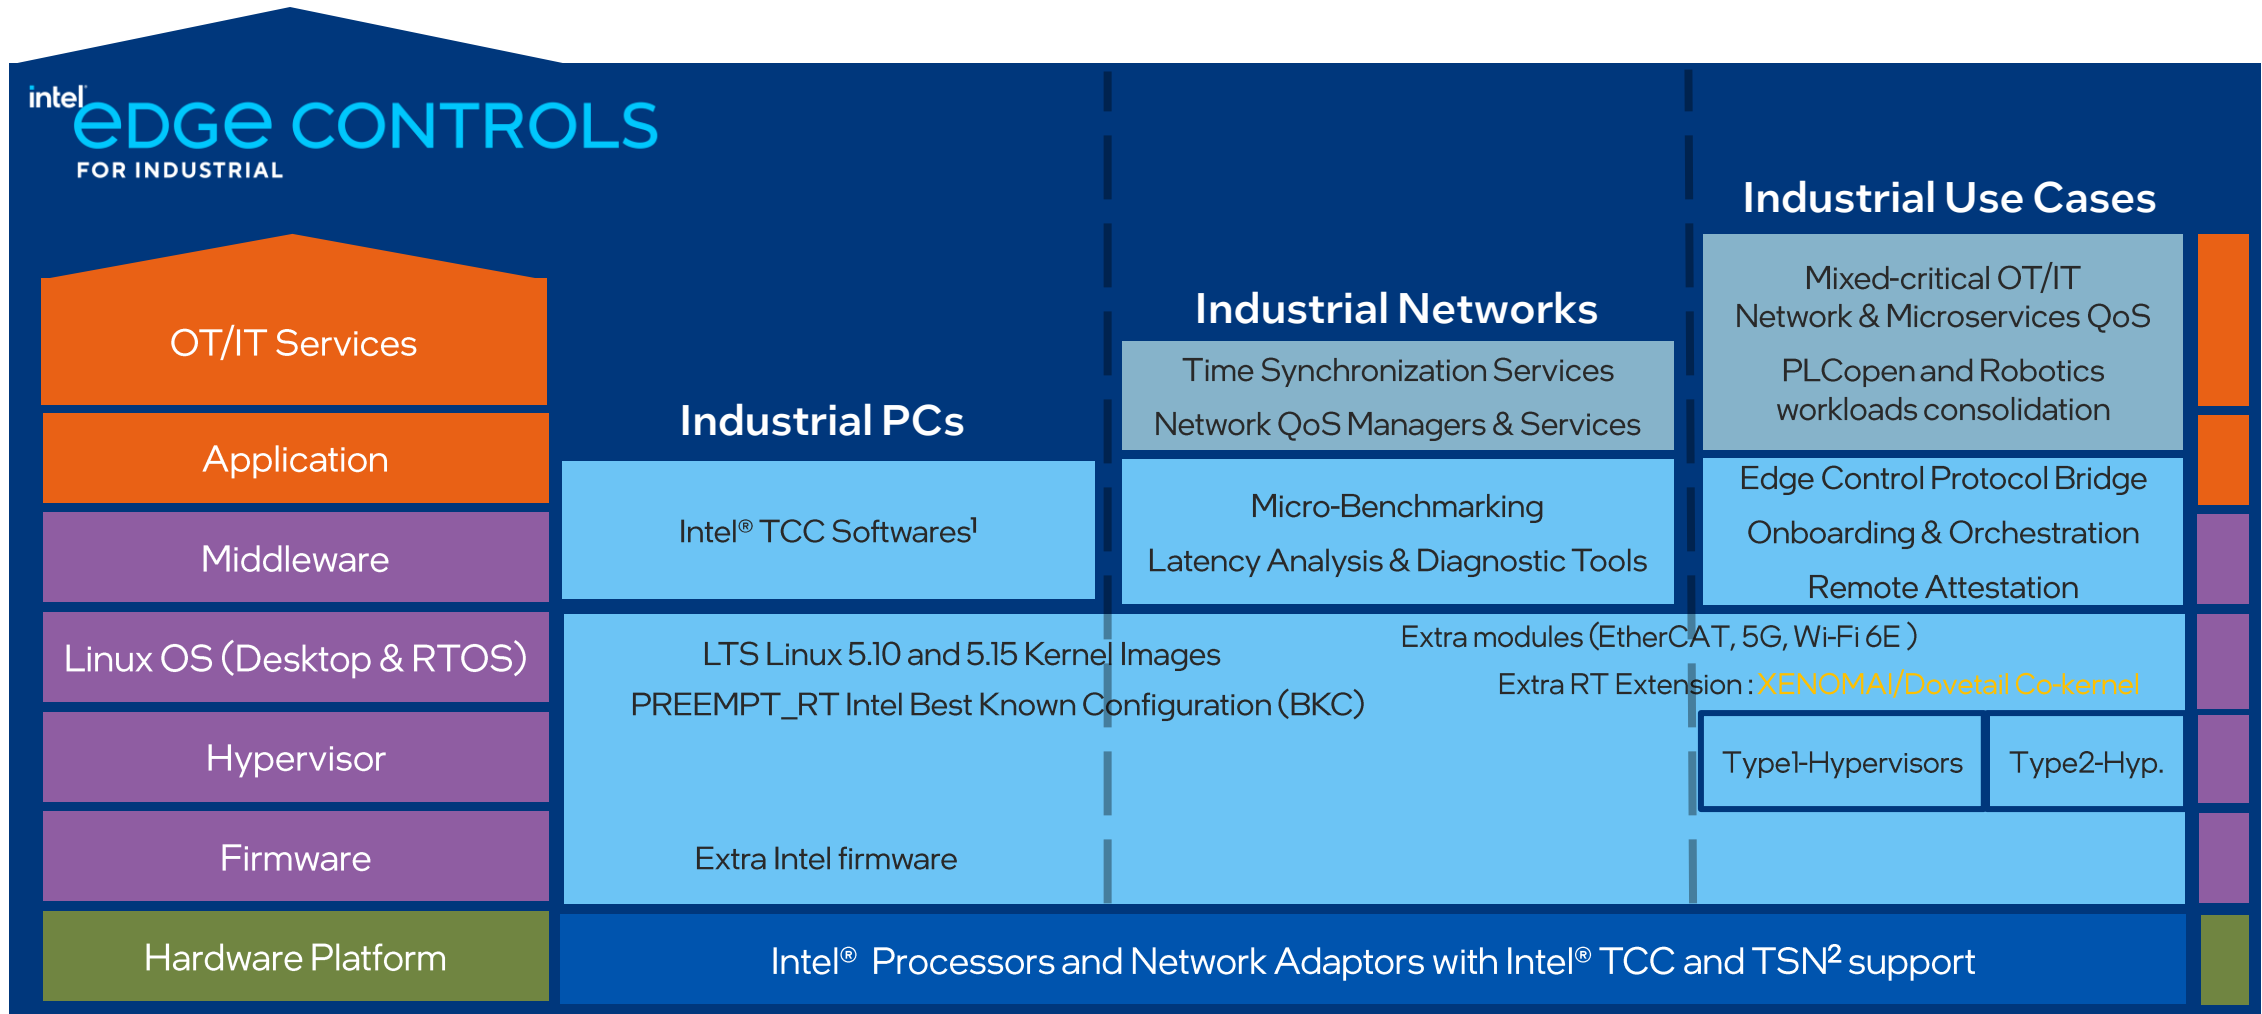 intel
EDGE CONTROLS
FOR INDUSTRIAL
OT/IT Services
Application
Middleware
Linux OS (Desktop & RTOS)
Hypervisor
Firmware
Hardware Platform
Industrial PCs
Intel® TCC Softwares¹
Industrial Networks
Time Synchronization Services
Network QoS Managers & Services
Micro-Benchmarking
Latency Analysis & Diagnostic Tools
Industrial Use Cases
Mixed-critical OT/IT
Network & Microservices QoS
PLCopen and Robotics
workloads consolidation
Edge Control Protocol Bridge
Onboarding & Orchestration
Remote Attestation
LTS Linux 5.10 and 5.15 Kernel Images
PREEMPT_RT Intel Best Known Configuration (BKC)
Extra modules (EtherCAT, 5G, Wi-Fi 6E )
Extra RT Extension : XENOMAI/Dovetail Co-kernel
Type1-Hypervisors
Type2-Hyp.
Extra Intel firmware
Intel® Processors and Network Adaptors with Intel® TCC and TSN² support